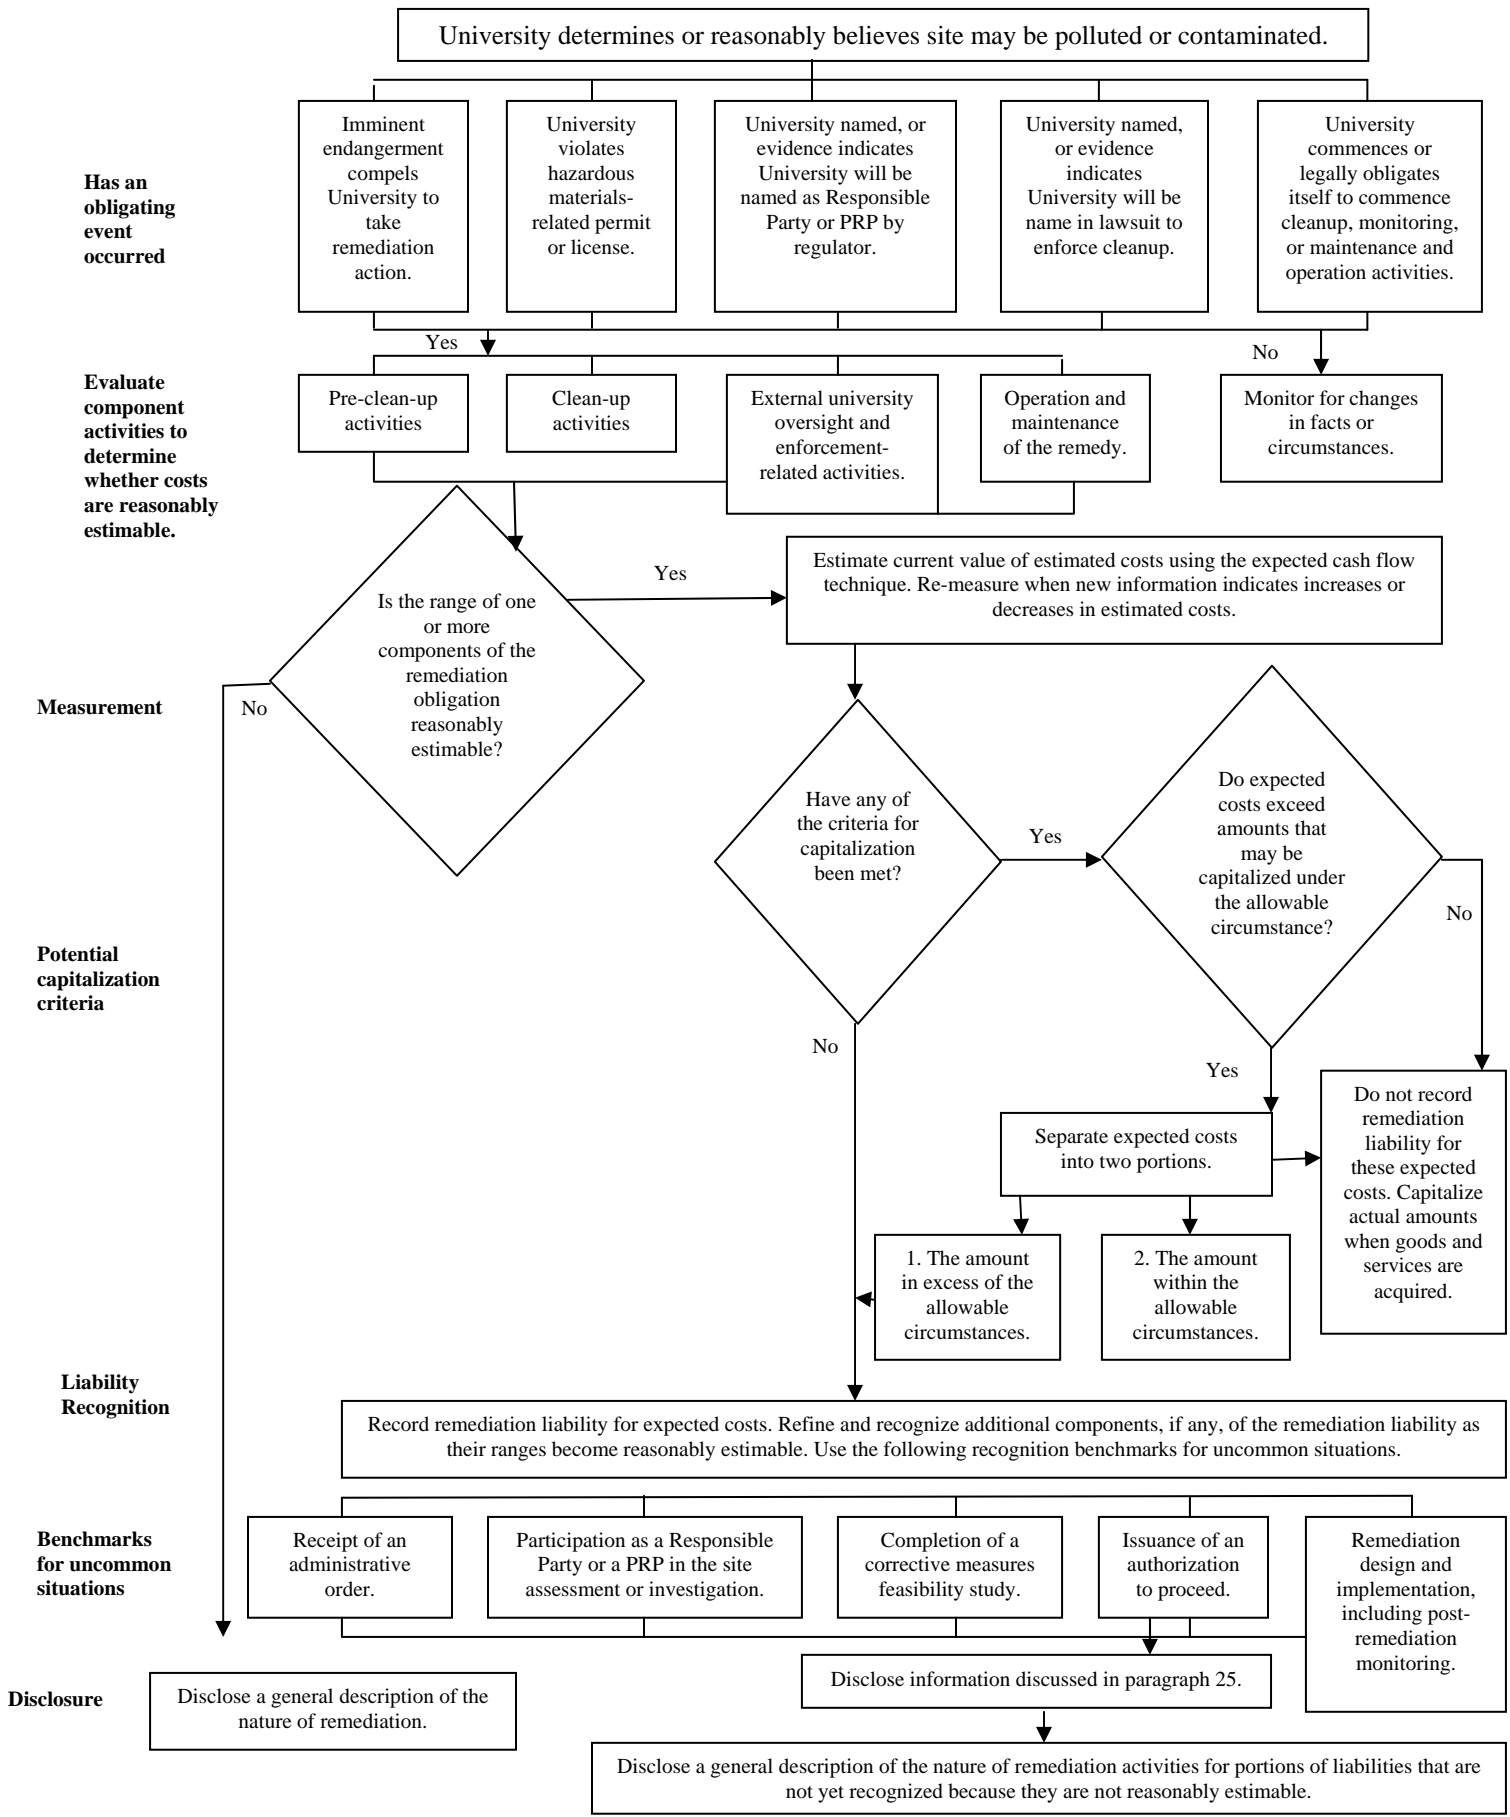 University determines or reasonably believes site may be polluted or contaminated.
Has an
obligating
event
occurred
Imminent
endangerment
compels
University to
take
remediation
action.
University
violates
hazardous
materials-
related permit
or license.
University named, or
evidence indicates
University will be
named as Responsible
Party or PRP by
regulator.
University named,
or evidence
indicates
University will be
name in lawsuit to
enforce cleanup.
University
commences or
legally obligates
itself to commence
cleanup, monitoring,
or maintenance and
operation activities.
Yes
No
Evaluate
component
activities to
determine
whether costs
are reasonably
estimable.
Pre-clean-up
activities
Clean-up
activities
External university
oversight and
enforcement-
related activities.
Operation and
maintenance
of the remedy.
Monitor for changes
in facts or
circumstances.
Is the range of one
or more
components of the
remediation
obligation
reasonably
estimable?
Yes
Estimate current value of estimated costs using the expected cash flow
technique. Re-measure when new information indicates increases or
decreases in estimated costs.
Measurement
No
Have any of
the criteria for
capitalization
been met?
Yes
Do expected
costs exceed
amounts that
may be
capitalized under
the allowable
circumstance?
No
Potential
capitalization
criteria
No
Yes
Separate expected costs
into two portions.
Do not record
remediation
liability for
these expected
costs. Capitalize
actual amounts
when goods and
services are
acquired.
1. The amount
in excess of the
allowable
circumstances.
2. The amount
within the
allowable
circumstances.
Liability
Recognition
Record remediation liability for expected costs. Refine and recognize additional components, if any, of the remediation liability as
their ranges become reasonably estimable. Use the following recognition benchmarks for uncommon situations.
Benchmarks
for uncommon
situations
Receipt of an
administrative
order.
Participation as a Responsible
Party or a PRP in the site
assessment or investigation.
Completion of a
corrective measures
feasibility study.
Issuance of an
authorization
to proceed.
Remediation
design and
implementation,
including post-
remediation
monitoring.
Disclosure
Disclose a general description of the
nature of remediation.
Disclose information discussed in paragraph 25.
Disclose a general description of the nature of remediation activities for portions of liabilities that are
not yet recognized because they are not reasonably estimable.